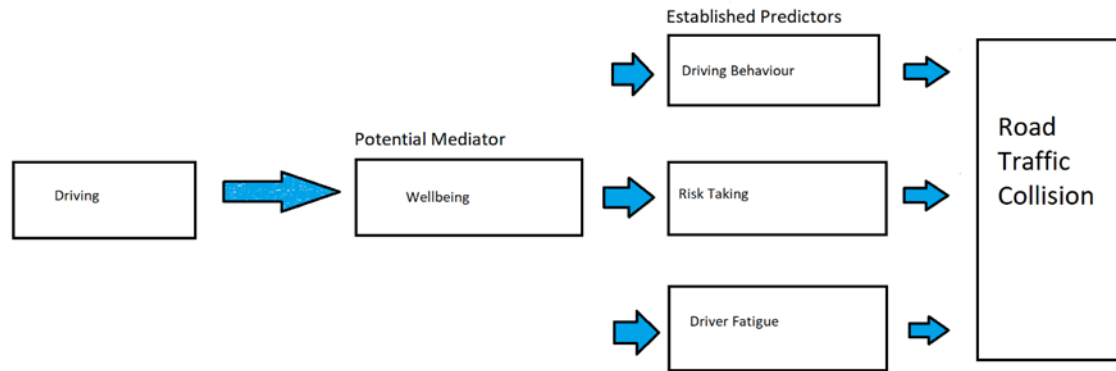 Established Predictors
Driving Behaviour
Potential Mediator
Driving
Wellbeing
Risk Taking
Driver Fatigue
Road
Traffic
Collision